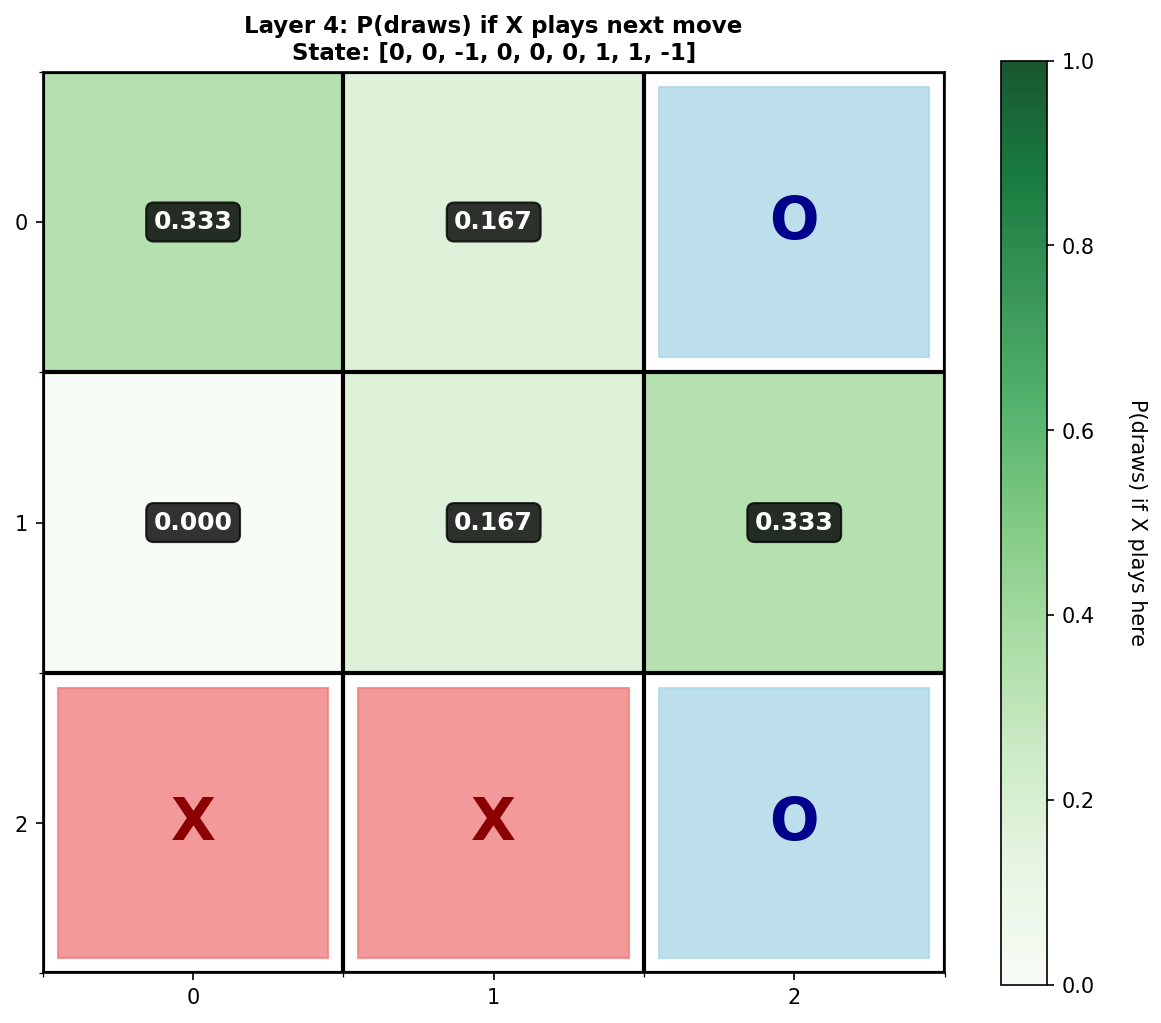 Layer 4: P(draws) if X plays next move
State: [0, 0, -1, 0, 0, 0, 1, 1, -1]
0
0.333
0.167
O
1
0.000
0.167
0.333
2
X
X
O
0
1
2
1.0
0.8
0.6
0.4
0.2
0.0
P(draws) if X plays here